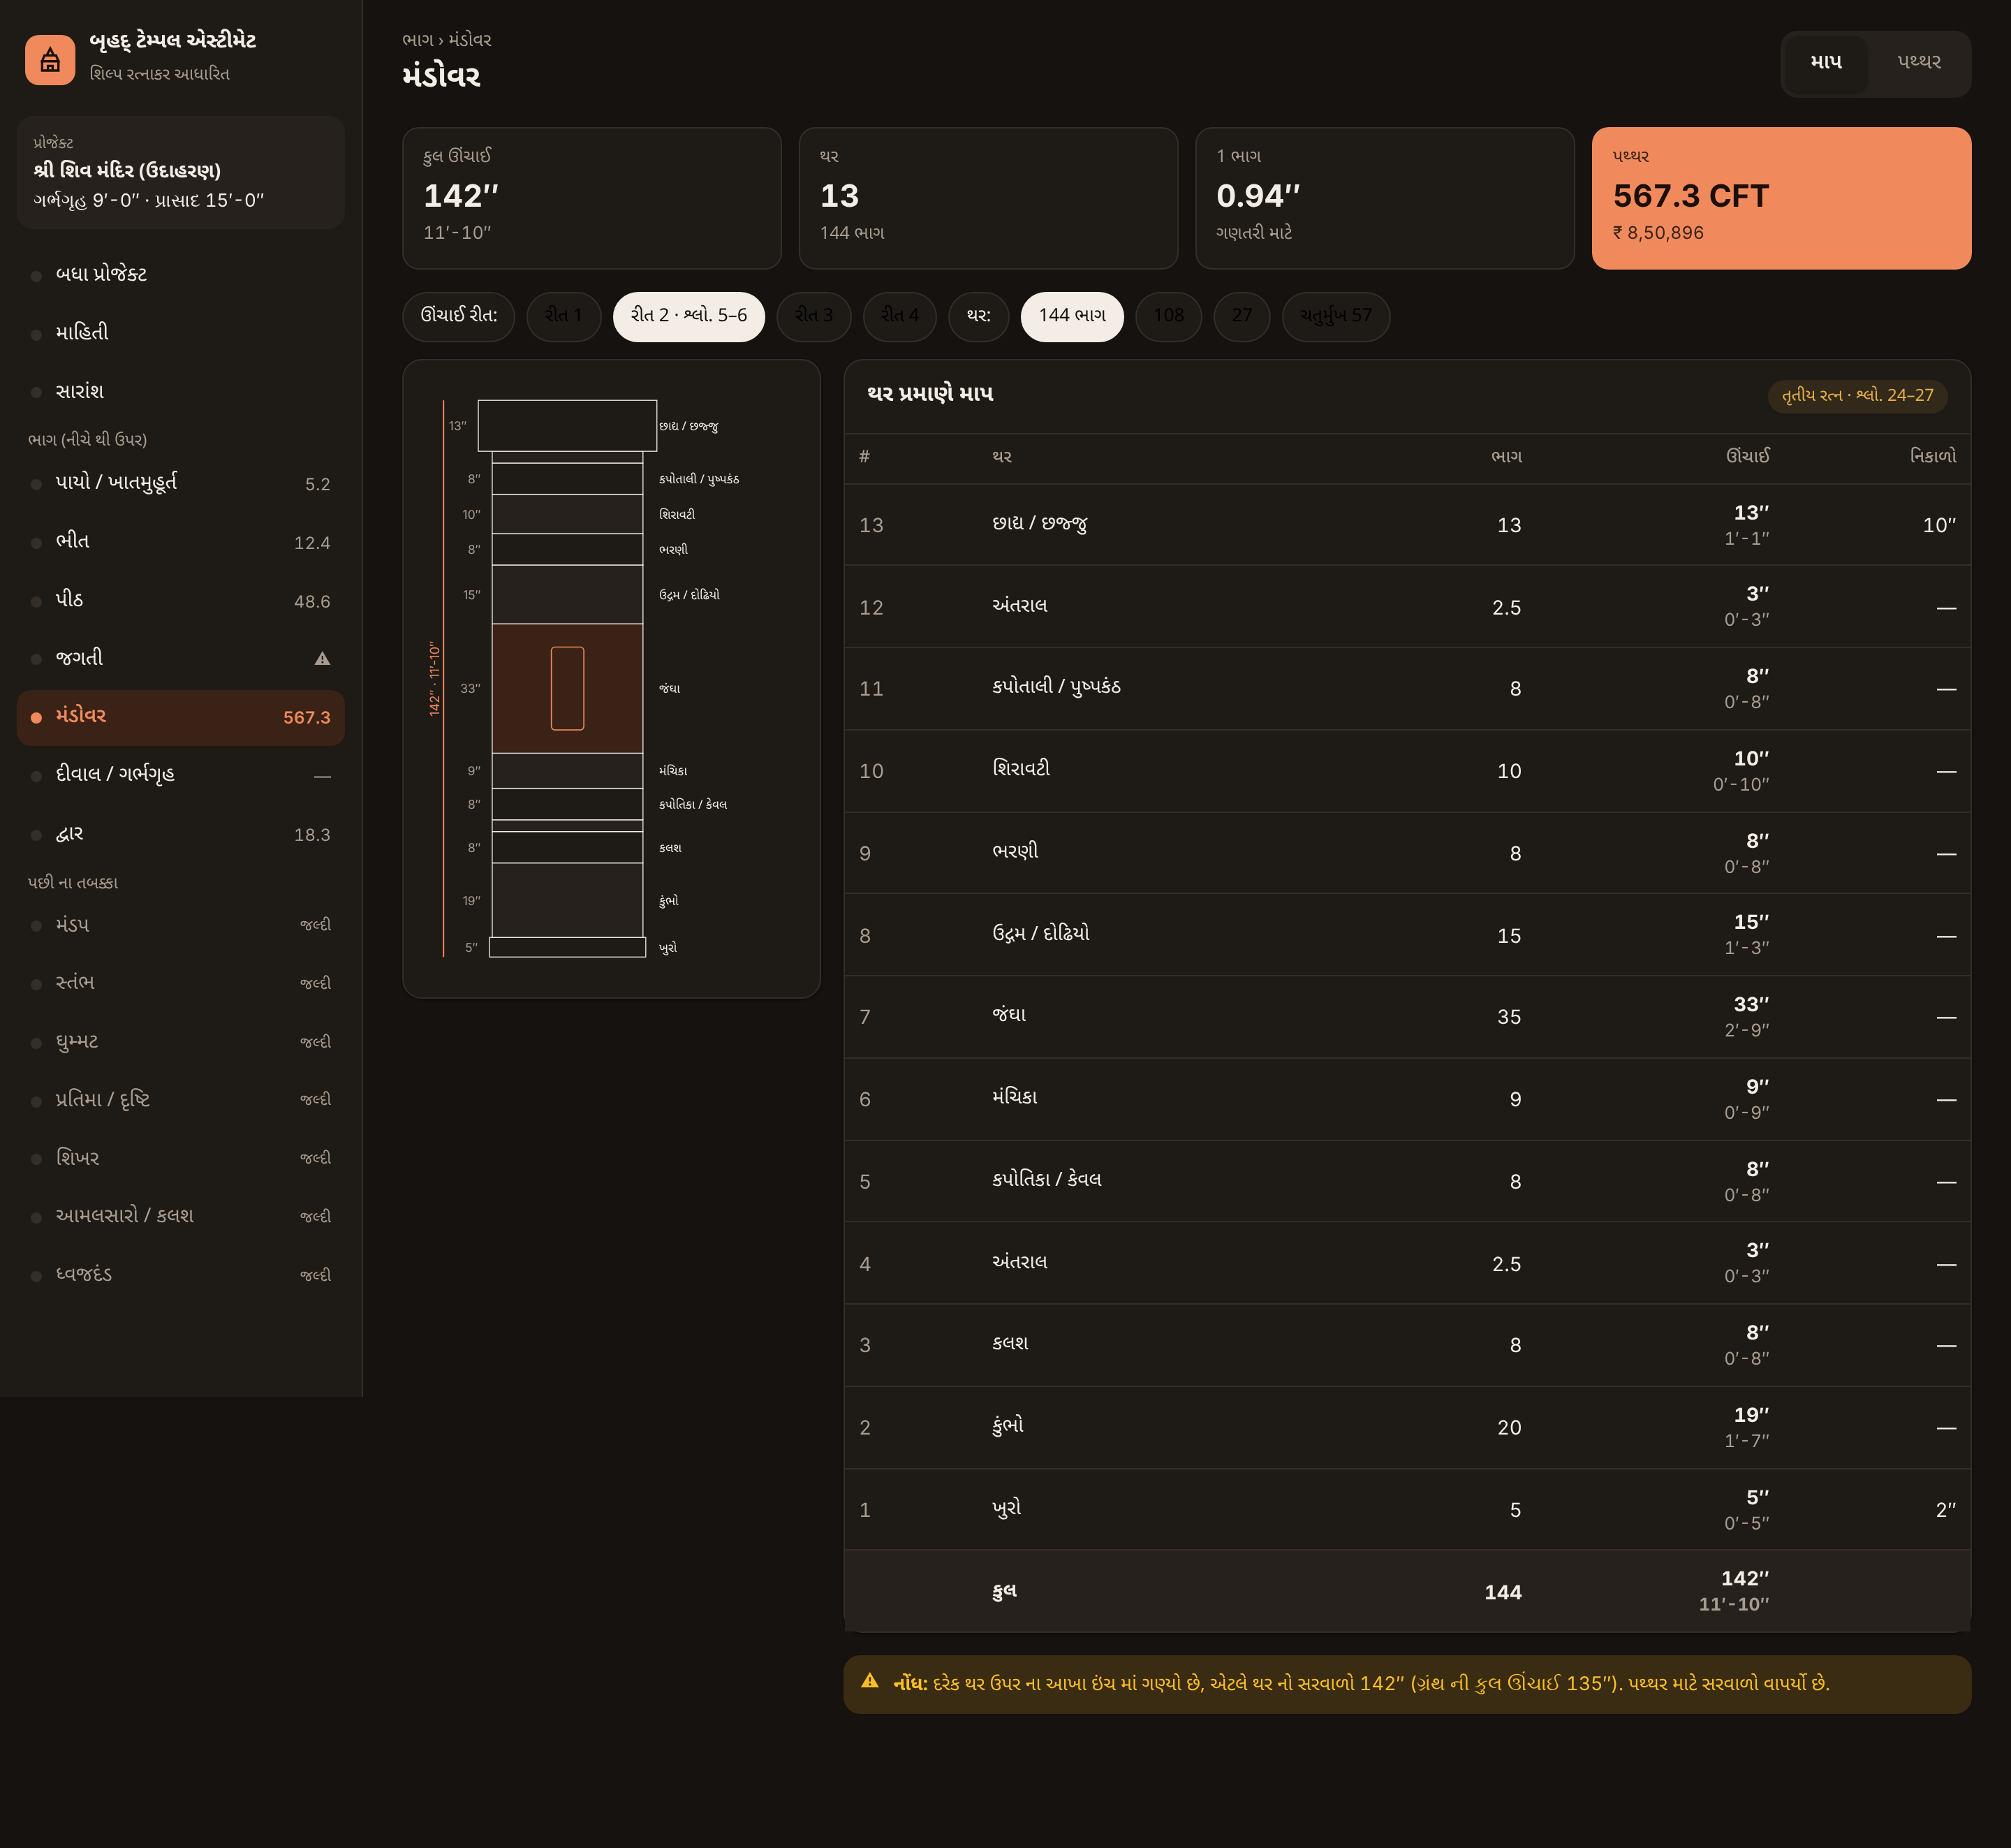 બૃહદ્ ટેમ્પલ એસ્ટીમેટ
શિલ્પ રત્નાકર આધારિત
પ્રોજેક્ટ
શ્રી શિવ મંદિર (ઉદાહરણ)
ગર્ભગૃહ 9′-0″ · પ્રાસાદ 15′-0″
બધા પ્રોજેક્ટ
માહિતી
સારાંશ
ભાગ (નીચે થી ઉપર)
પાયો / ખાતમુહૂર્ત 5.2
ભીત 12.4
પીઠ 48.6
જગતી
મંડોવર 567.3
દીવાલ / ગર્ભગૃહ —
દ્વાર 18.3
પછી ના તબક્કા
મંડપ જલ્દી
સ્તંભ જલ્દી
ઘુમ્મટ જલ્દી
પ્રતિમા / દૃષ્ટિ જલ્દી
શિખર જલ્દી
આમલસારો / કલશ જલ્દી
ધ્વજદંડ જલ્દી
ભાગ › મંડોવર
મંડોવર
માપ પથ્થર
કુલ ઊંચાઈ
142″
11′-10″
થર
13
144 ભાગ
1 ભાગ
0.94″
ગણતરી માટે
પથ્થર
567.3 CFT
₹ 8,50,896
ઊંચાઈ રીત: રીત 1 રીત 2 · શ્લો. 5–6 રીત 3 રીત 4 થર: 144 ભાગ 108 27 ચતુર્મુખ 57
142″ · 11′-10″
13″ છાદ્ય / છજ્જુ
8″ કપોતાલી / પુષ્પકંઠ
10″ શિરાવટી
8″ ભરણી
15″ ઉદ્ગમ / દોઢિયો
33″ જંઘા
9″ મંચિકા
8″ કપોતિકા / કેવલ
8″ કલશ
19″ કુંભો
5″ ખુરો
થર પ્રમાણે માપ તૃતીય રત્ન · શ્લો. 24–27
# થર ભાગ ઊંચાઈ નિકાળો
13 છાદ્ય / છજ્જુ 13 13″ 10″
1′-1″
12 અંતરાલ 2.5 3″ —
0′-3″
11 કપોતાલી / પુષ્પકંઠ 8 8″ —
0′-8″
10 શિરાવટી 10 10″ —
0′-10″
9 ભરણી 8 8″ —
0′-8″
8 ઉદ્ગમ / દોઢિયો 15 15″ —
1′-3″
7 જંઘા 35 33″ —
2′-9″
6 મંચિકા 9 9″ —
0′-9″
5 કપોતિકા / કેવલ 8 8″ —
0′-8″
4 અંતરાલ 2.5 3″ —
0′-3″
3 કલશ 8 8″ —
0′-8″
2 કુંભો 20 19″ —
1′-7″
1 ખુરો 5 5″ 2″
0′-5″
કુલ 144 142″
11′-10″
નોંધ: દરેક થર ઉપર ના આખા ઇંચ માં ગણ્યો છે, એટલે થર નો સરવાળો 142″ (ગ્રંથ ની કુલ ઊંચાઈ 135″). પથ્થર માટે સરવાળો વાપર્યો છે.